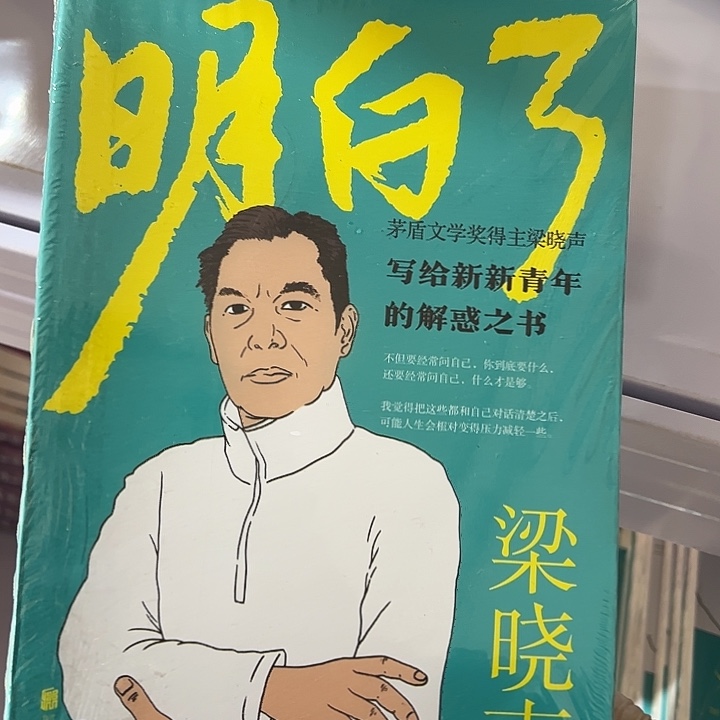 明白了
茅盾文学奖得主梁晓声
写给新新青年
的解惑之书
不但要经常问自己，你到底要什么，
还要经常问自己，什么才是够。
我觉得把这些都和自己对话清楚之后，
可能人生会相对变得压力减轻一些。
梁晓声